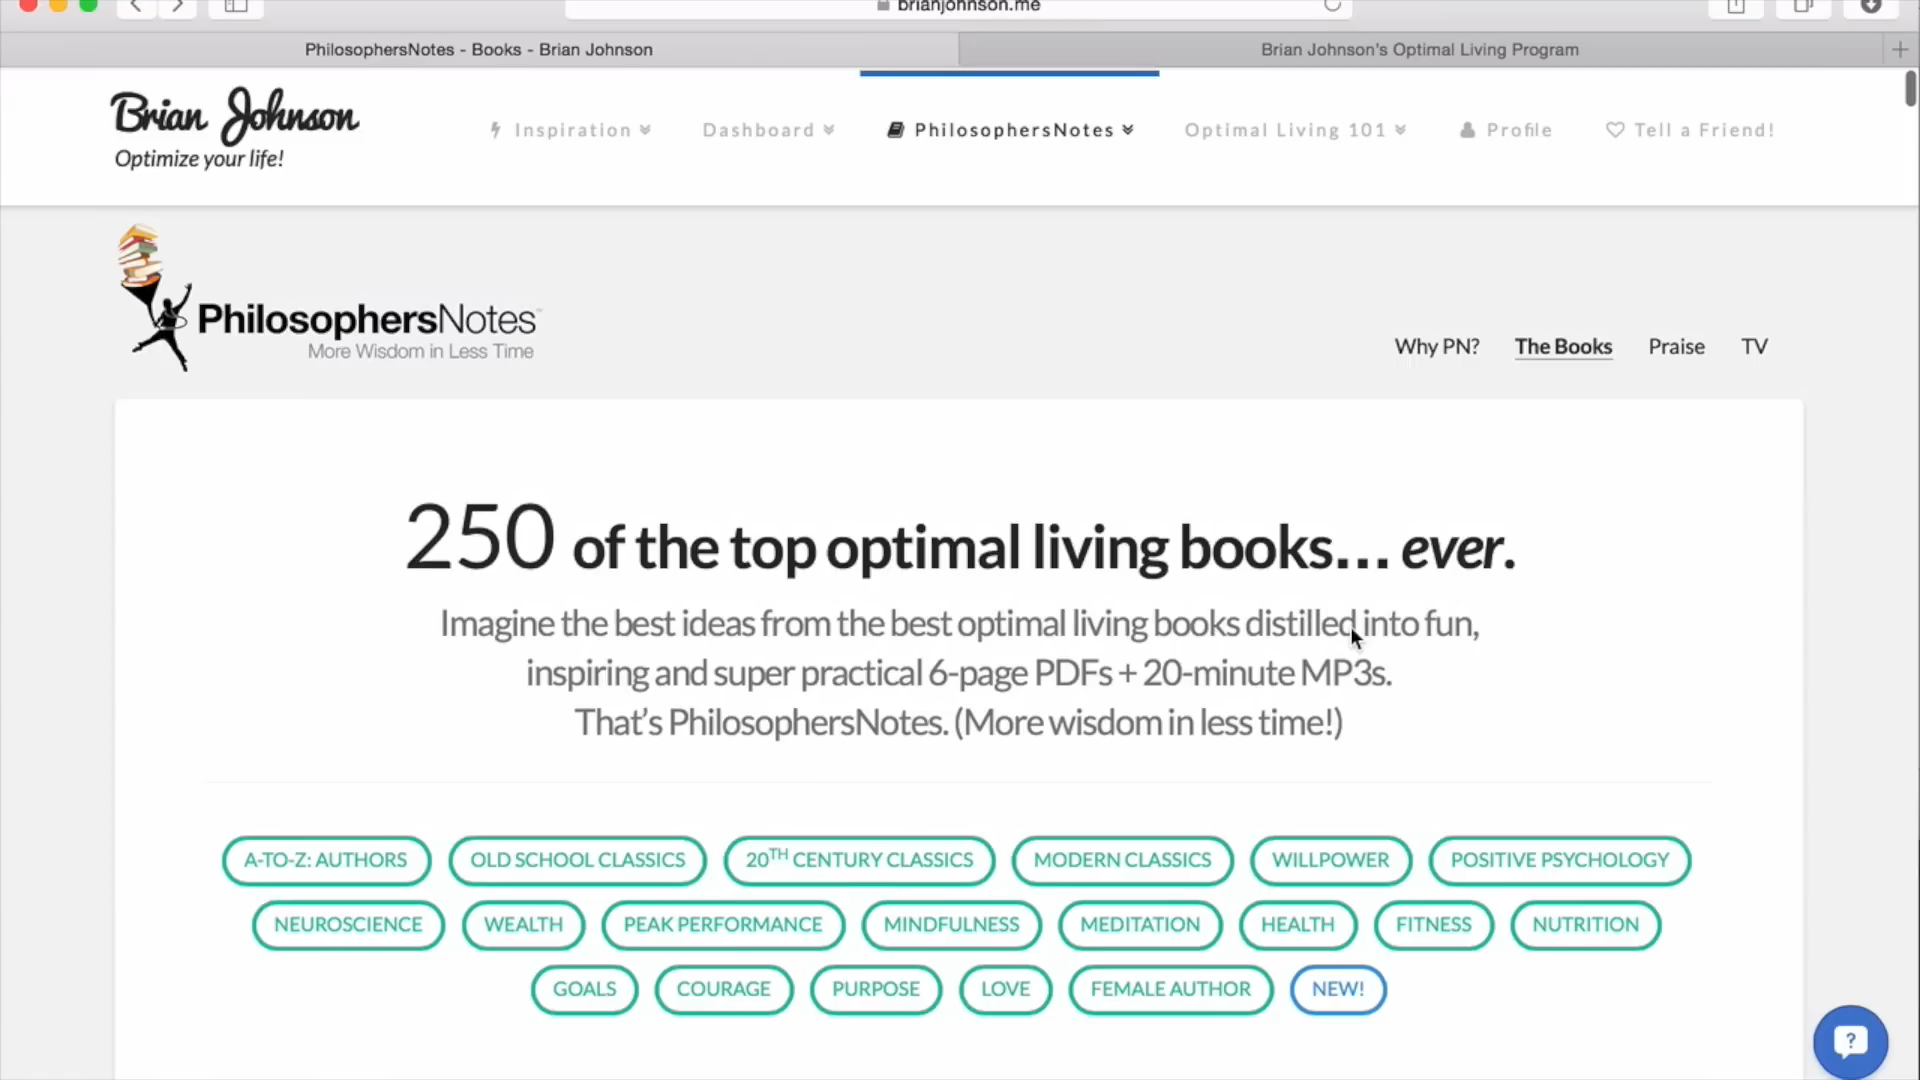 brianjohnson.me
PhilosophersNotes - Books - Brian Johnson
Brian Johnson's Optimal Living Program
Brian Johnson
Optimize your life!
Inspiration
Dashboard
PhilosophersNotes
Optimal Living 101
Profile
Tell a Friend!
PhilosophersNotes
More Wisdom in Less Time
Why PN?
The Books
Praise
TV
250 of the top optimal living books… ever.
Imagine the best ideas from the best optimal living books distilled into fun,
inspiring and super practical 6-page PDFs + 20-minute MP3s.
That's PhilosophersNotes. (More wisdom in less time!)
A-TO-Z: AUTHORS
OLD SCHOOL CLASSICS
20TH CENTURY CLASSICS
MODERN CLASSICS
WILLPOWER
POSITIVE PSYCHOLOGY
NEUROSCIENCE
WEALTH
PEAK PERFORMANCE
MINDFULNESS
MEDITATION
HEALTH
FITNESS
NUTRITION
GOALS
COURAGE
PURPOSE
LOVE
FEMALE AUTHOR
NEW!
?